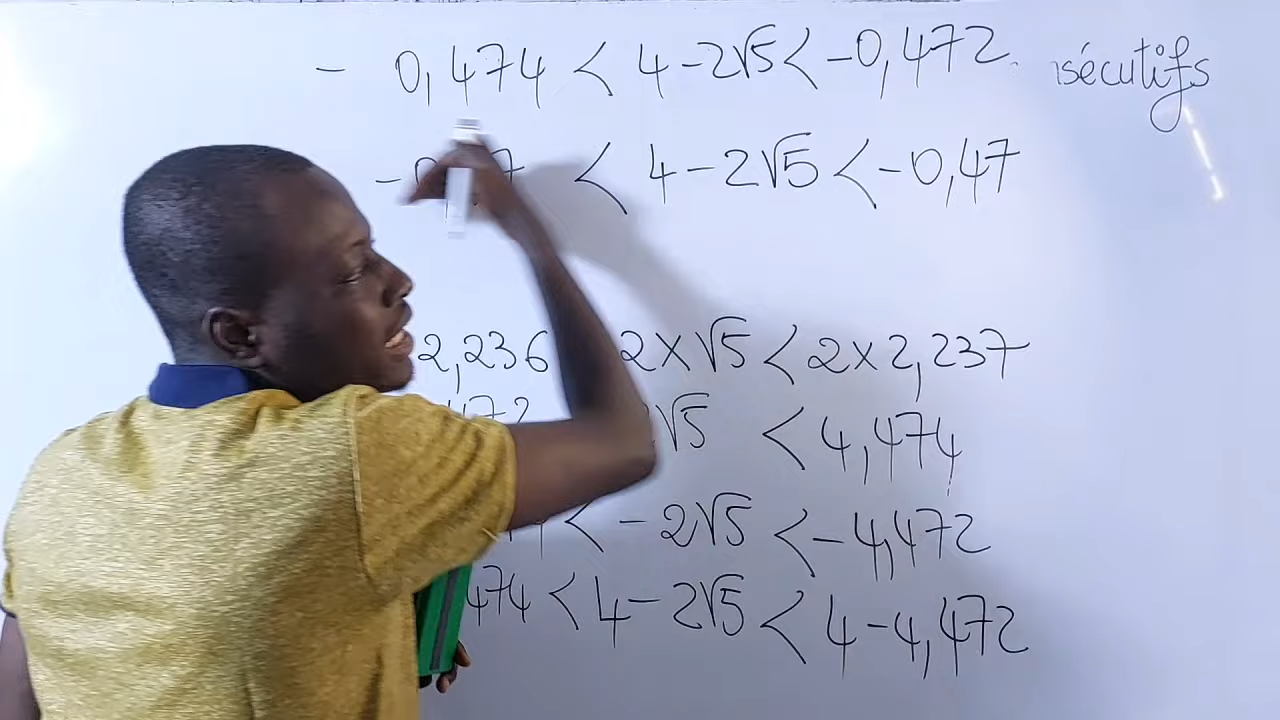 - 0,474 < 4-2√5 < -0,472 sécutifs
< 4-2√5 < -0,47
2,236 2×√5 < 2×2,237
472 √5 < 4,474
< -2√5 < -4,472
474 < 4-2√5 < 4-4,472